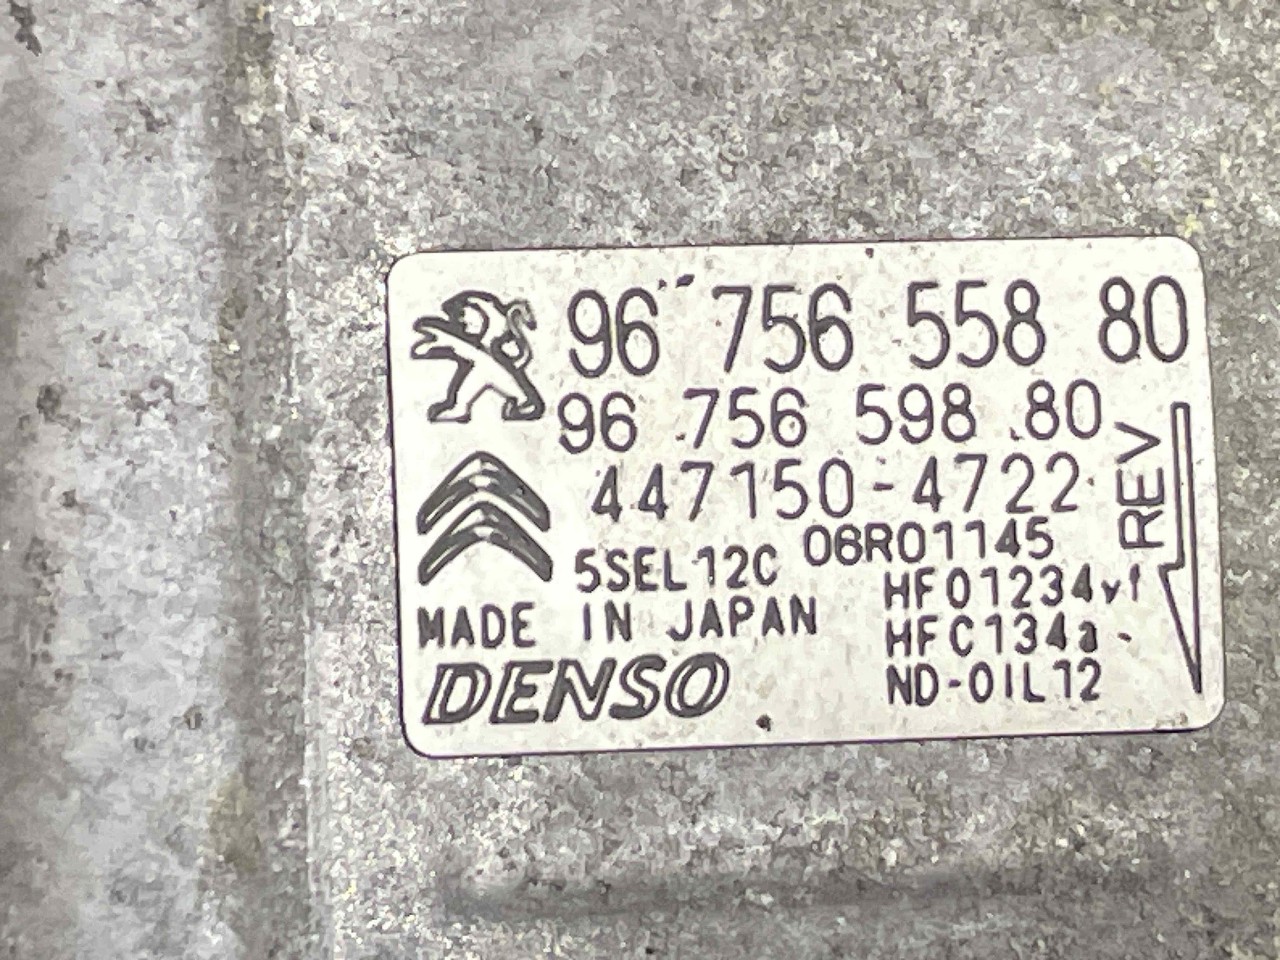 96 756 558 80
96 756 598 80
447150-4722
5SEL12C 06R01145
HF01234yf
MADE IN JAPAN HFC134a
DENSO ND-OIL12
REV